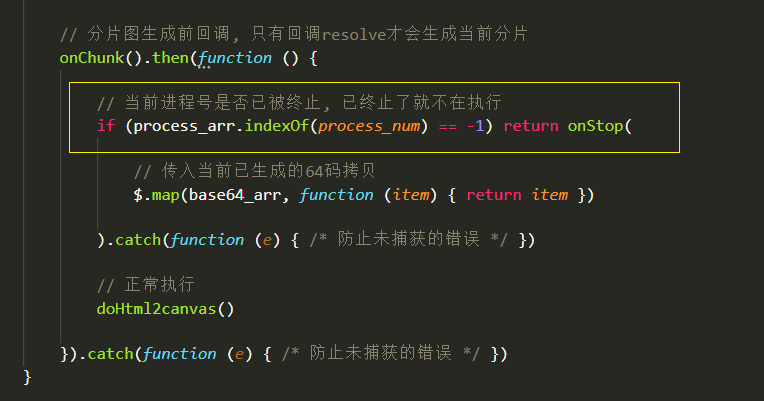 // 分片图生成前回调, 只有回调resolve才会生成当前分片
onChunk().then(function () {
// 当前进程号是否已被终止, 已终止了就不在执行
if (process_arr.indexOf(process_num) == -1) return onStop(
// 传入当前已生成的64码拷贝
$.map(base64_arr, function (item) { return item })
).catch(function (e) { /* 防止未捕获的错误 */ })
// 正常执行
doHtml2canvas()
}).catch(function (e) { /* 防止未捕获的错误 */ })
}